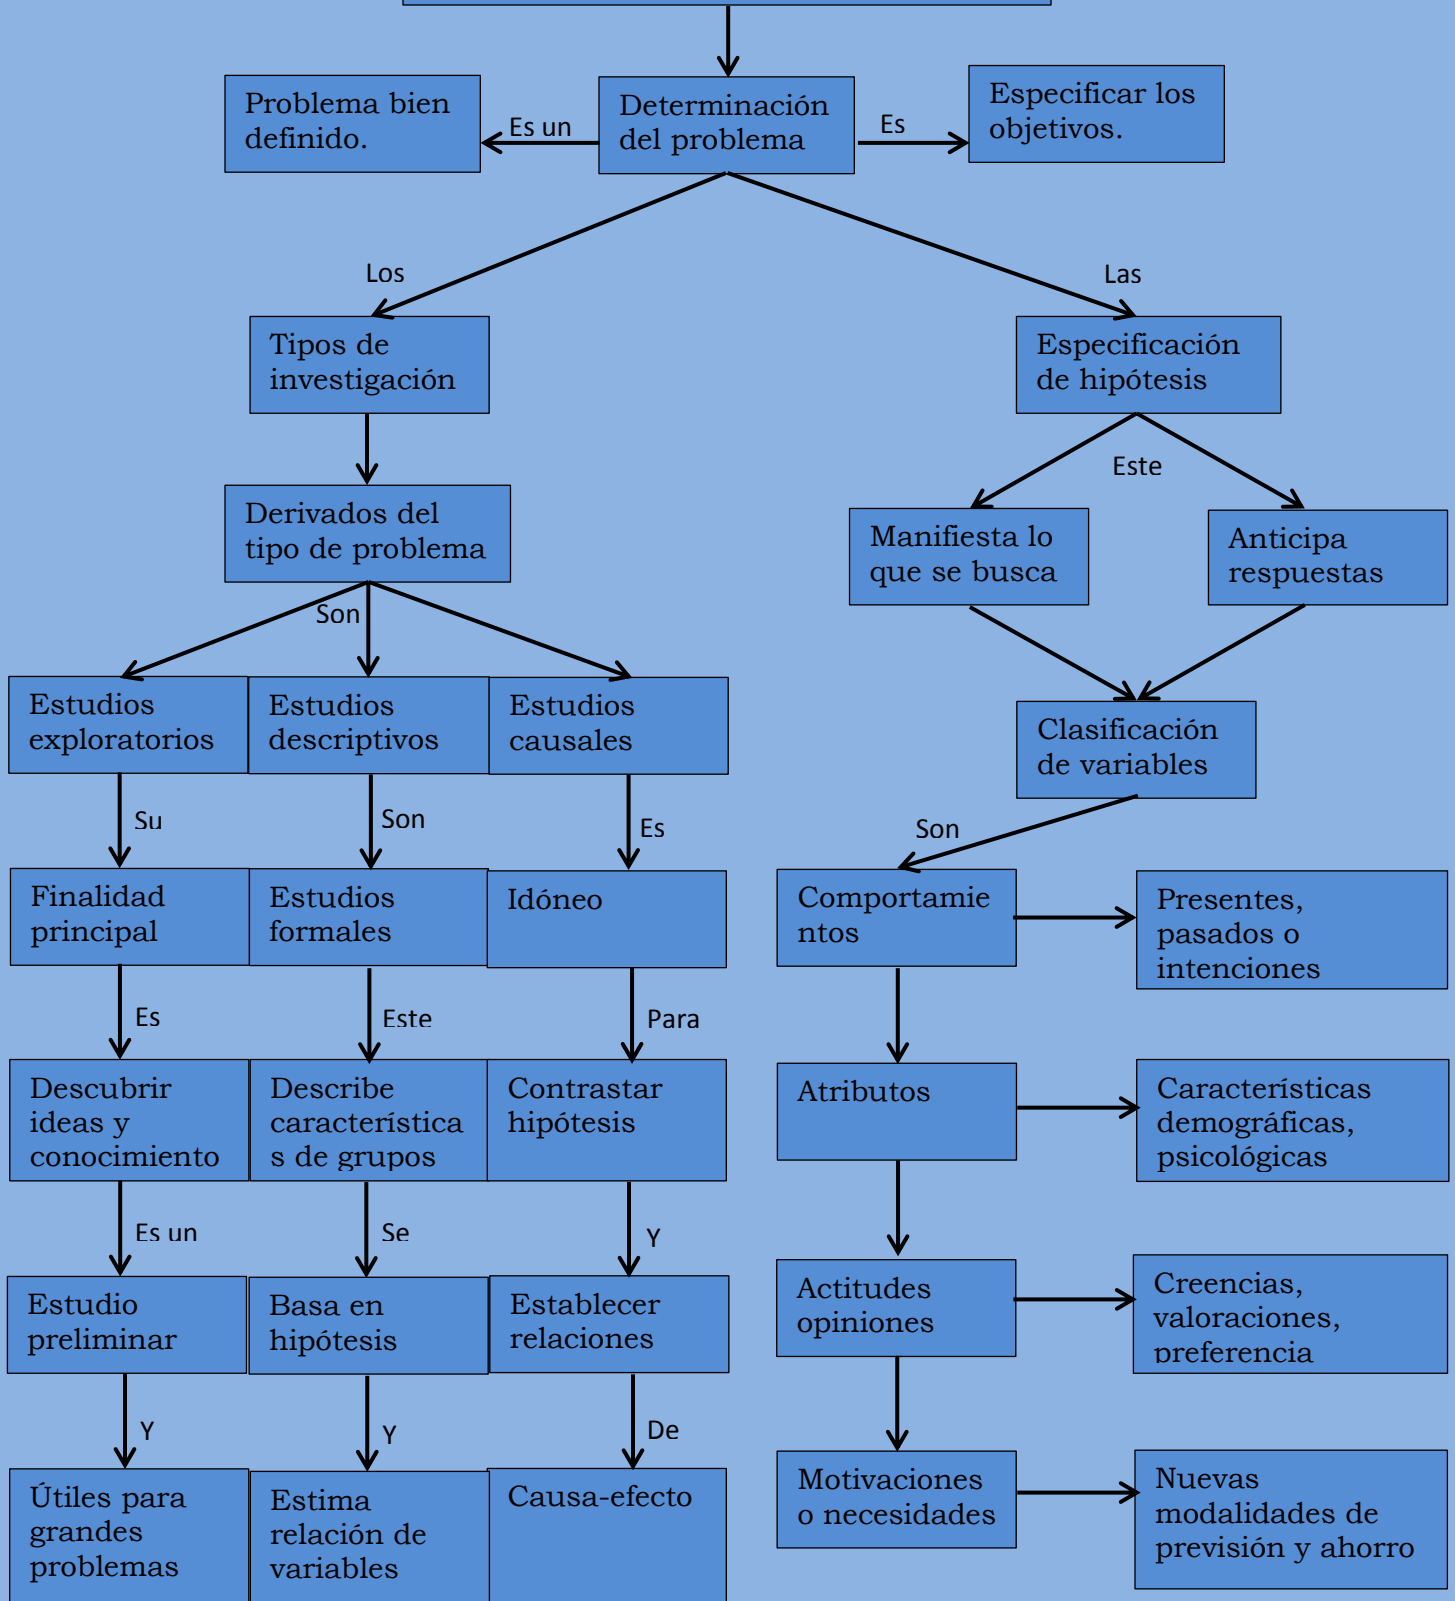 Problema bien
definido.
Es un
Determinación
del problema
Es
Especificar los
objetivos.
Los
Las
Tipos de
investigación
Especificación
de hipótesis
Este
Derivados del
tipo de problema
Manifiesta lo
que se busca
Anticipa
respuestas
Son
Estudios
exploratorios
Estudios
descriptivos
Estudios
causales
Clasificación
de variables
Su
Son
Es
Son
Finalidad
principal
Estudios
formales
Idóneo
Comportamie
ntos
Presentes,
pasados o
intenciones
Es
Este
Para
Descubrir
ideas y
conocimiento
Describe
característica
s de grupos
Contrastar
hipótesis
Atributos
Características
demográficas,
psicológicas
Es un
Se
Y
Estudio
preliminar
Basa en
hipótesis
Establecer
relaciones
Actitudes
opiniones
Creencias,
valoraciones,
preferencia
Y
Y
De
Útiles para
grandes
problemas
Estima
relación de
variables
Causa-efecto
Motivaciones
o necesidades
Nuevas
modalidades de
previsión y ahorro